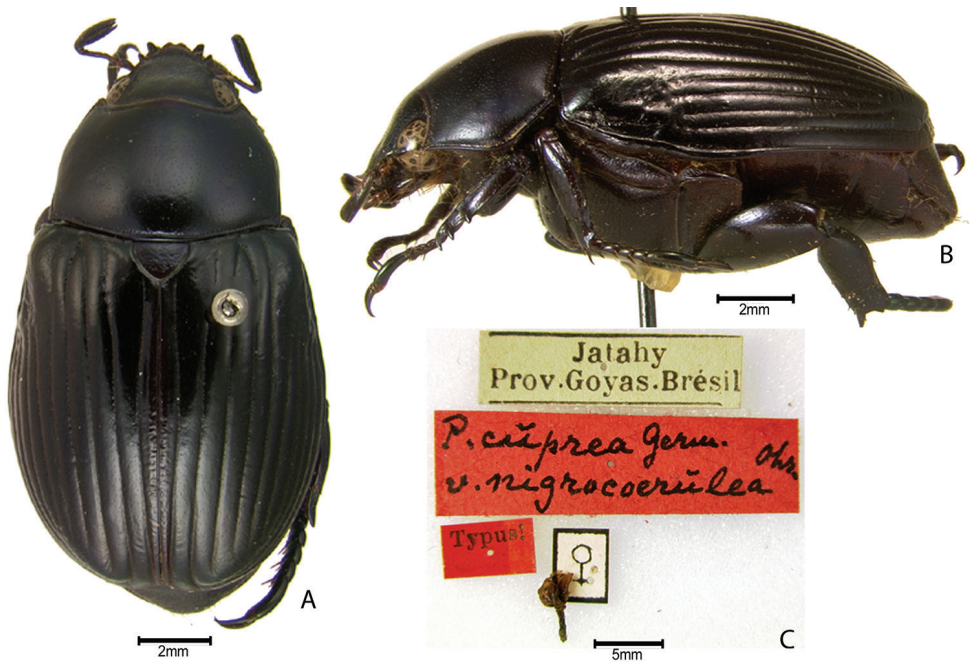 A
2mm
B
2mm
Jatahy
Prov.Goyas.Brésil
P. cŭprea Germ.
v. nigrocoerŭlea Ohs.
Typus!
♀
5mm
C